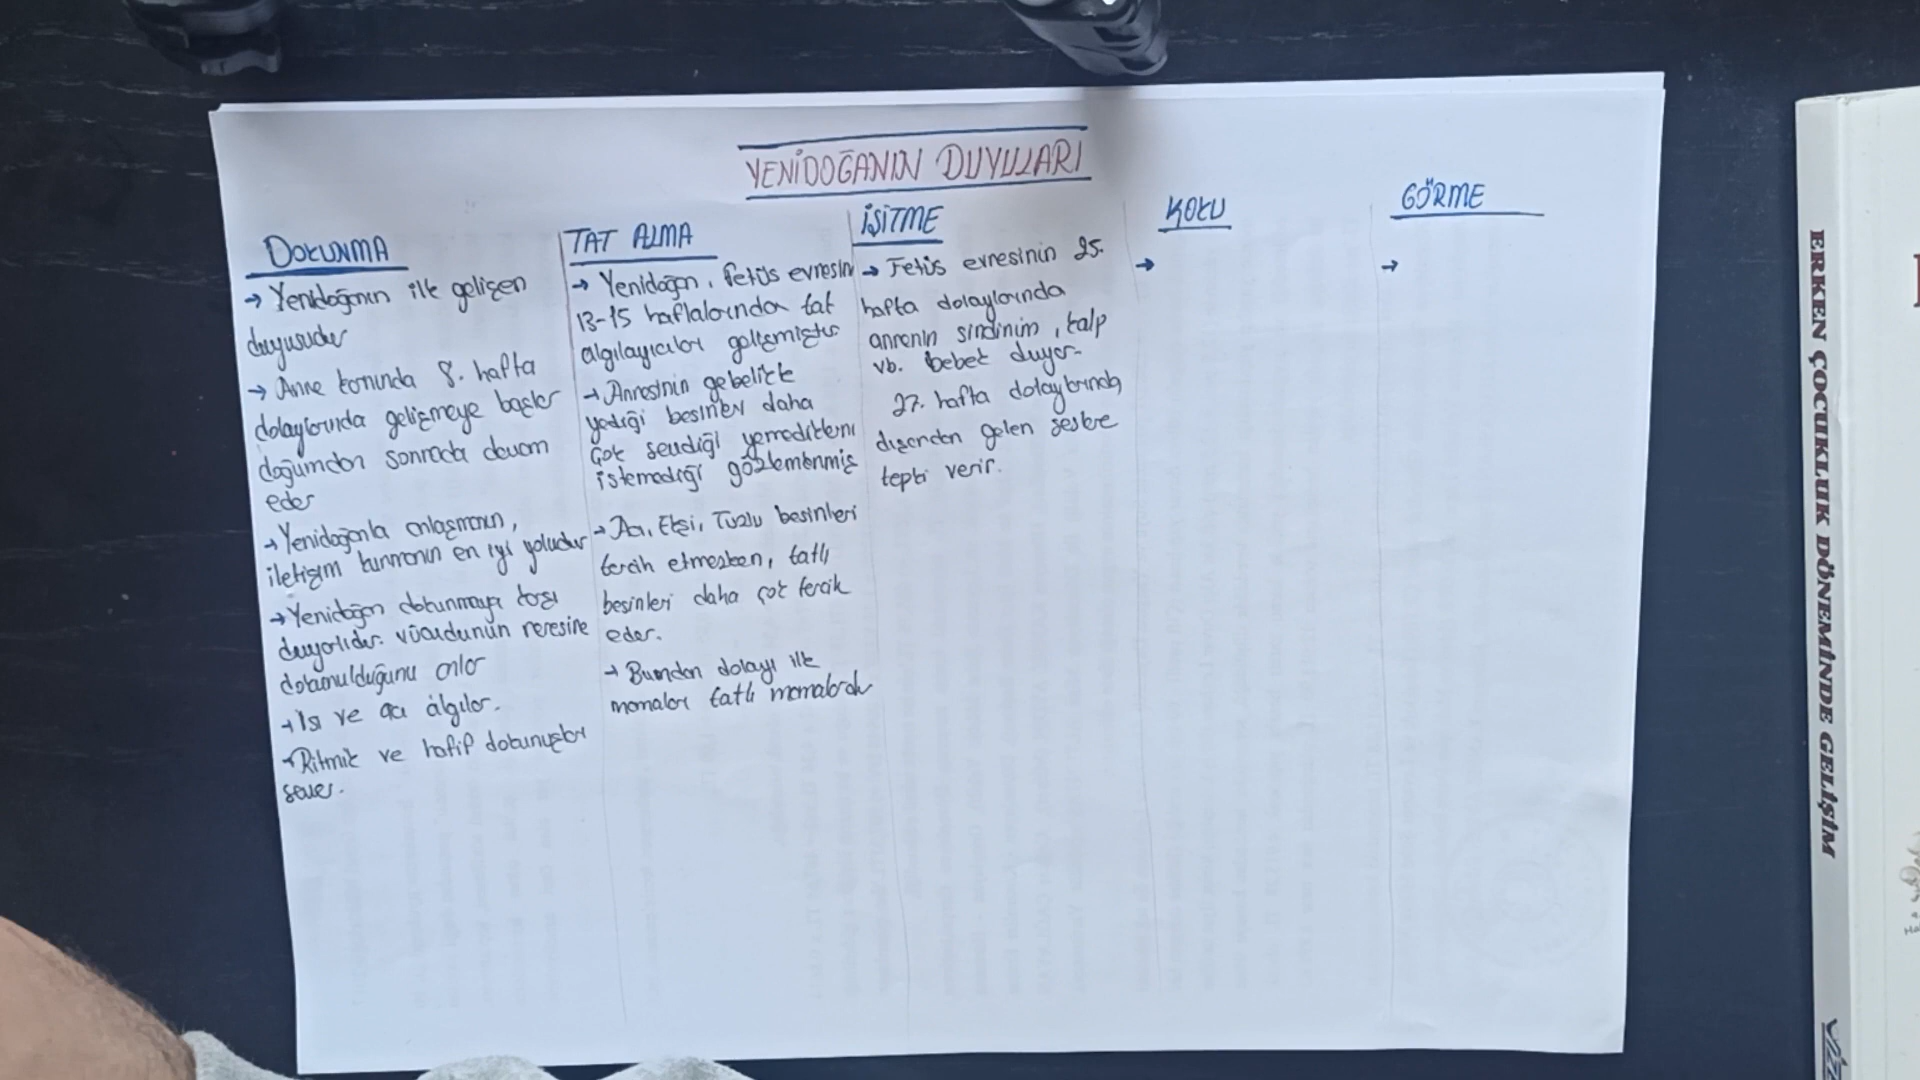 YENİDOĞANIN DUYULARI
DOKUNMA
→ Yenidoğanın ilk gelişen
duyusudur
→ Anne karnında 8. hafta
dolaylarında gelişmeye başlar
doğumdan sonrada devam
eder
→ Yenidoğanla anlaşmanın,
iletişim kurmanın en iyi yoludur
→ Yenidoğan dokunmaya karşı
duyarlıdır. vücudunun neresine
dokunulduğunu anlar
→ Isı ve acı algılar.
→ Ritmik ve hafif dokunuşları
sever.
TAT ALMA
→ Yenidoğan, Fetüs evresin
13-15 haftalarından tat
algılayıcıları gelişmiştir
→ Annesinin gebelikte
yediği besinleri daha
çok sevdiği yemediklerini
istemediği gözlemlenmiş
→ Acı, Ekşi, Tuzlu besinleri
tercih etmezken, tatlı
besinleri daha çok tercih
eder.
→ Bundan dolayı ilk
mamaları tatlı mamalardır
İŞİTME
→ Fetüs evresinin 25.
hafta dolaylarında
annenin sindirim, kalp
vb. bebek duyar.
27. hafta dolaylarında
dışarıdan gelen seslere
tepki verir.
KOKU
→
GÖRME
→
ERKEN ÇOCUKLUK DÖNEMİNDE GELİŞİM